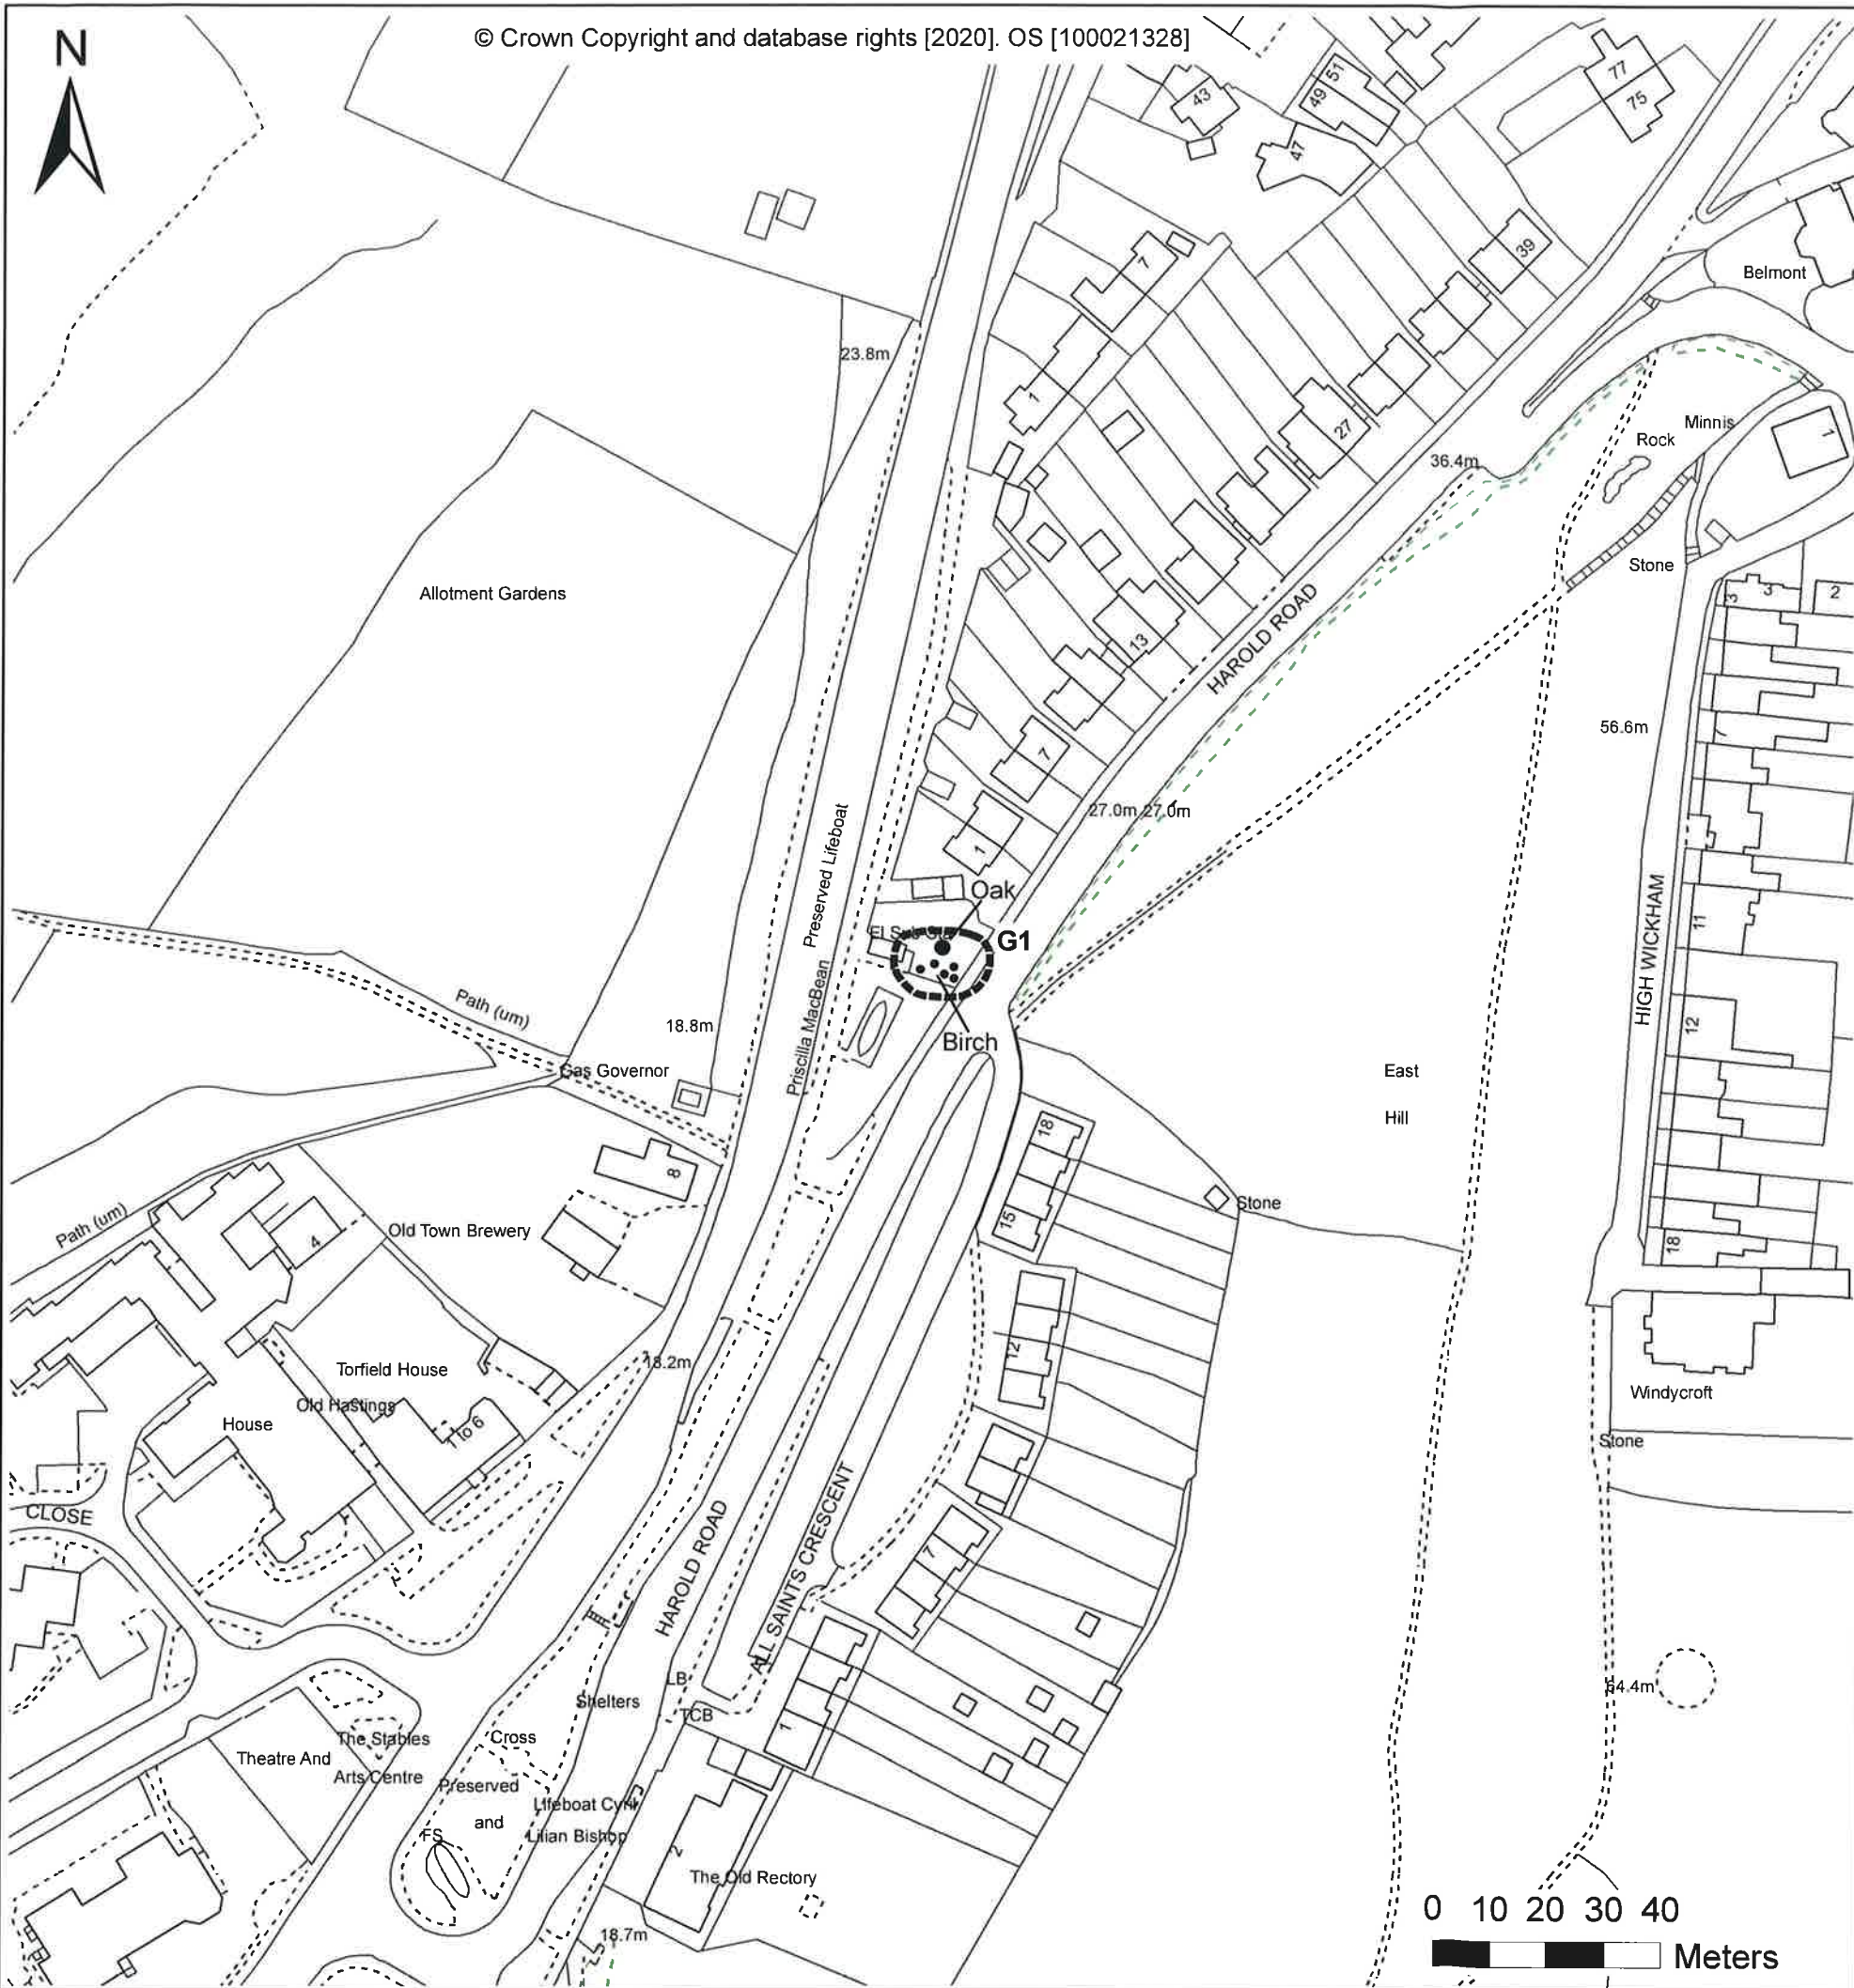 © Crown Copyright and database rights [2020]. OS [100021328]
N
43
49
51
47
77
75
39
7
Belmont
23.8m
1
27
36.4m
Minnis
Rock
1
Allotment Gardens
Stone
3
3
2
13
HAROLD ROAD
7
56.6m
7
27.0m
27.0m
Preserved Lifeboat
Priscilla MacBean
1
Oak
El Sub Sta
G1
HIGH WICKHAM
11
12
Path (um)
18.8m
Birch
Gas Governor
East
Hill
18
8
15
Stone
Path (um)
4
Old Town Brewery
18
12
18.2m
Torfield House
Old Hastings
House
1 to 6
Windycroft
Stone
CLOSE
HAROLD ROAD
ALL SAINTS CRESCENT
7
LB
TCB
Shelters
64.4m
1
Cross
The Stables
Theatre And
Arts Centre
Preserved
and
Lifeboat Cyril
Lilian Bishop
FS
2
The Old Rectory
18.7m
0 10 20 30 40
Meters